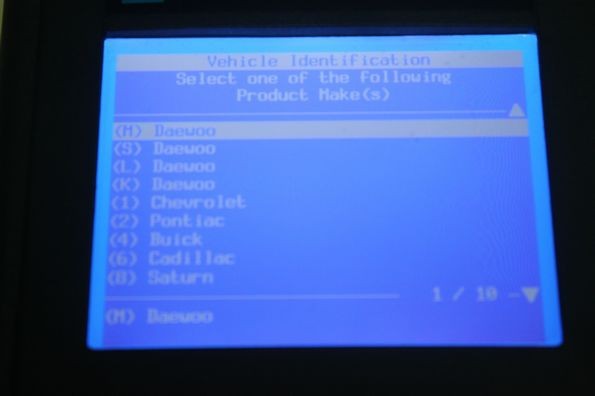 Vehicle Identification
Select one of the following
Product Make(s)
(M) Daewoo
(S) Daewoo
(L) Daewoo
(K) Daewoo
(1) Chevrolet
(2) Pontiac
(4) Buick
(6) Cadillac
(8) Saturn
1 / 10
(M) Daewoo